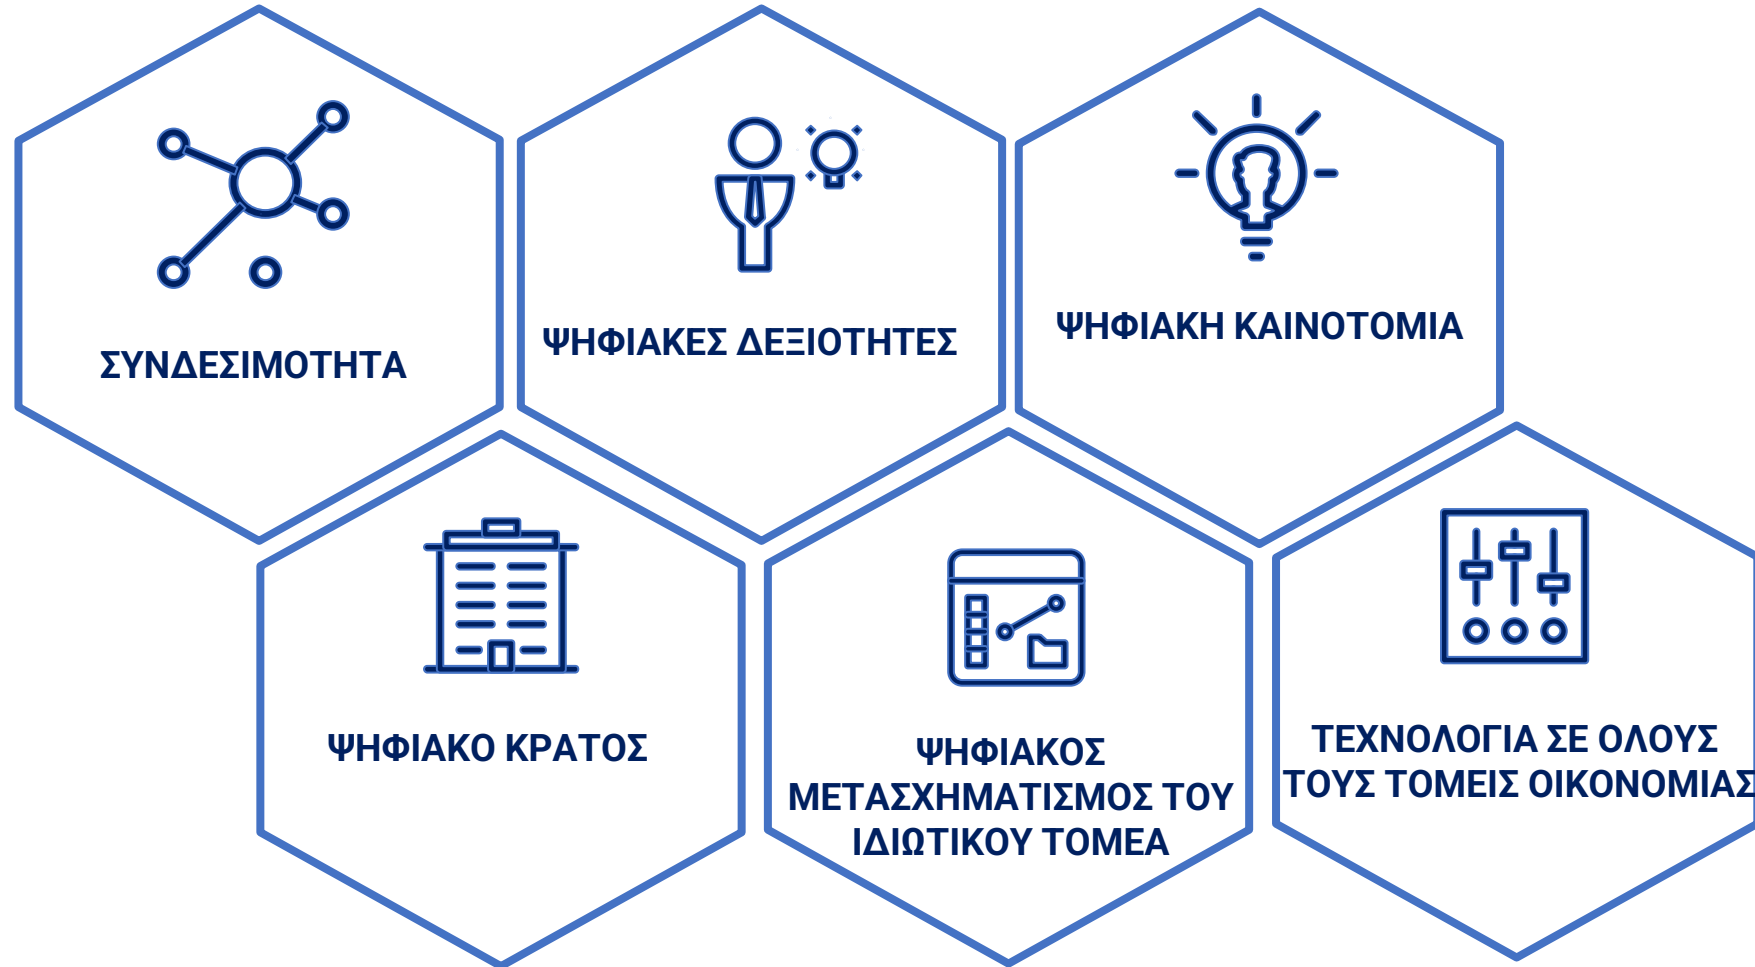 ΣΥΝΔΕΣΙΜΟΤΗΤΑ
ΨΗΦΙΑΚΕΣ ΔΕΞΙΟΤΗΤΕΣ
ΨΗΦΙΑΚΗ ΚΑΙΝΟΤΟΜΙΑ
ΨΗΦΙΑΚΟ ΚΡΑΤΟΣ
ΨΗΦΙΑΚΟΣ
ΜΕΤΑΣΧΗΜΑΤΙΣΜΟΣ ΤΟΥ
ΙΔΙΩΤΙΚΟΥ ΤΟΜΕΑ
ΤΕΧΝΟΛΟΓΙΑ ΣΕ ΟΛΟΥΣ
ΤΟΥΣ ΤΟΜΕΙΣ ΟΙΚΟΝΟΜΙΑΣ